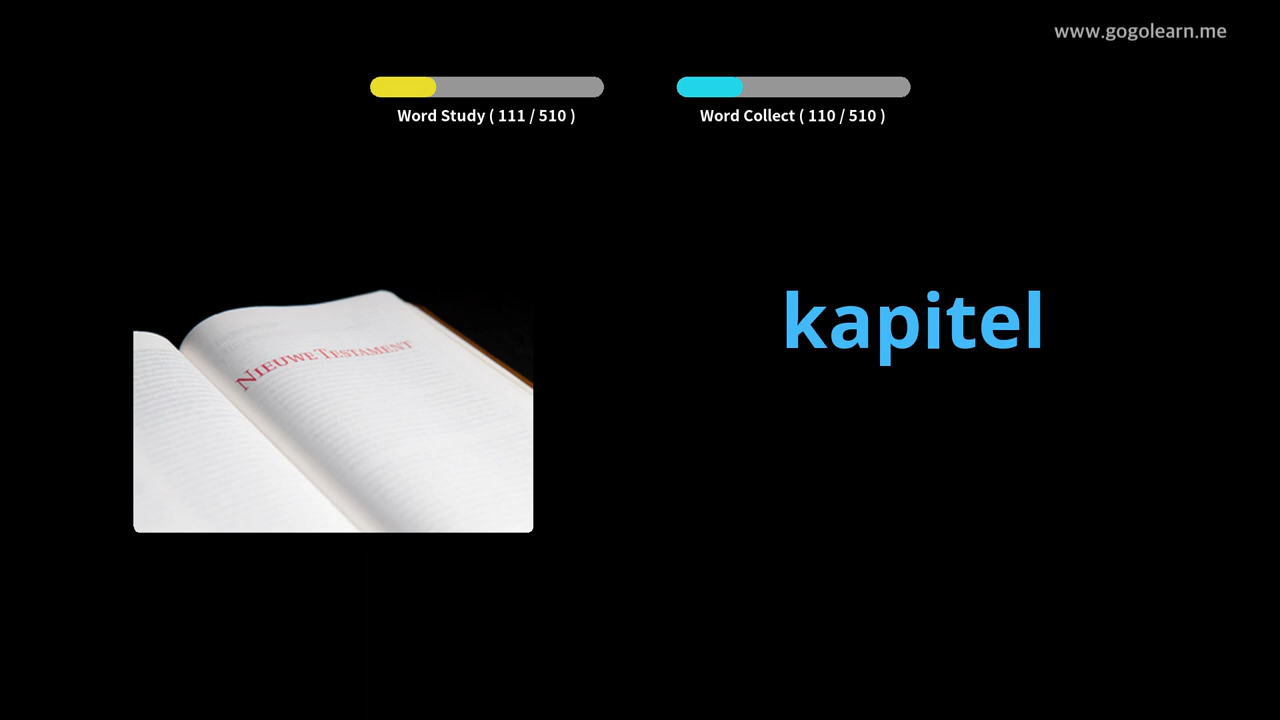 www.gogolearn.me
Word Study ( 111 / 510 )
Word Collect ( 110 / 510 )
kapitel
NIEUWE TESTAMENT